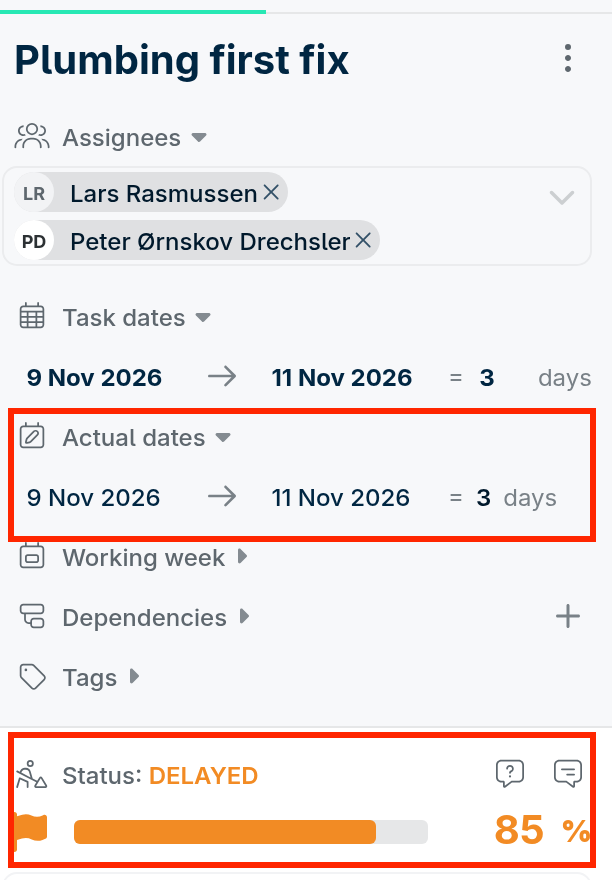 Plumbing first fix
Assignees
LR Lars Rasmussen
PD Peter Ørnskov Drechsler
Task dates
9 Nov 2026 → 11 Nov 2026 = 3 days
Actual dates
9 Nov 2026 → 11 Nov 2026 = 3 days
Working week
Dependencies
Tags
Status: DELAYED
85 %